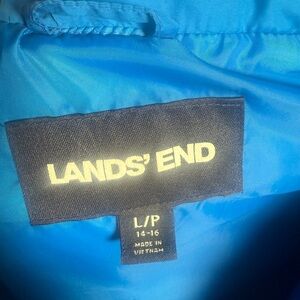 LANDS' END
L/P
14-16
MADE IN
VIETNAM